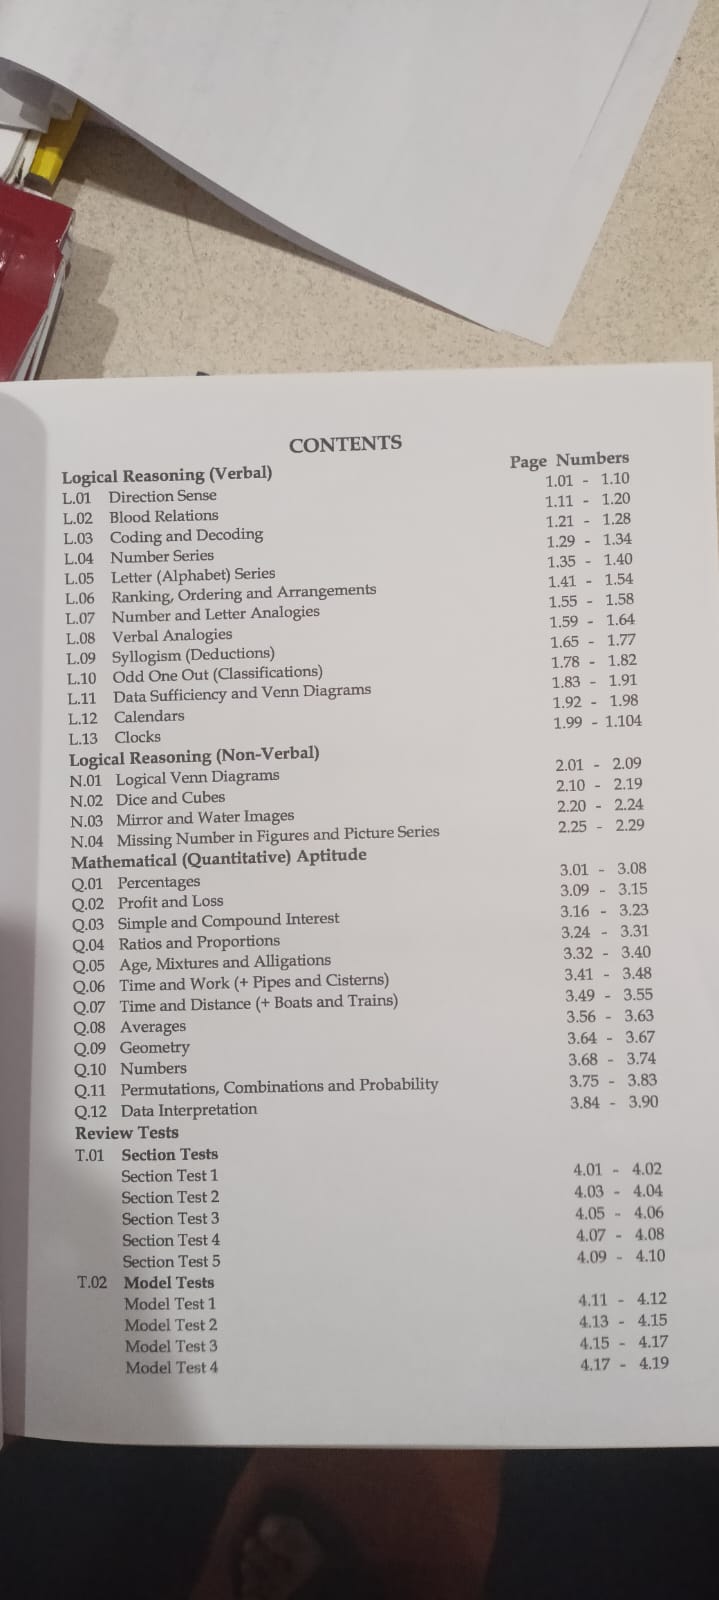 CONTENTS
Logical Reasoning (Verbal) Page Numbers
L.01 Direction Sense 1.01 - 1.10
L.02 Blood Relations 1.11 - 1.20
L.03 Coding and Decoding 1.21 - 1.28
L.04 Number Series 1.29 - 1.34
L.05 Letter (Alphabet) Series 1.35 - 1.40
L.06 Ranking, Ordering and Arrangements 1.41 - 1.54
L.07 Number and Letter Analogies 1.55 - 1.58
L.08 Verbal Analogies 1.59 - 1.64
L.09 Syllogism (Deductions) 1.65 - 1.77
L.10 Odd One Out (Classifications) 1.78 - 1.82
L.11 Data Sufficiency and Venn Diagrams 1.83 - 1.91
L.12 Calendars 1.92 - 1.98
L.13 Clocks 1.99 - 1.104
Logical Reasoning (Non-Verbal)
N.01 Logical Venn Diagrams 2.01 - 2.09
N.02 Dice and Cubes 2.10 - 2.19
N.03 Mirror and Water Images 2.20 - 2.24
N.04 Missing Number in Figures and Picture Series 2.25 - 2.29
Mathematical (Quantitative) Aptitude
Q.01 Percentages 3.01 - 3.08
Q.02 Profit and Loss 3.09 - 3.15
Q.03 Simple and Compound Interest 3.16 - 3.23
Q.04 Ratios and Proportions 3.24 - 3.31
Q.05 Age, Mixtures and Alligations 3.32 - 3.40
Q.06 Time and Work (+ Pipes and Cisterns) 3.41 - 3.48
Q.07 Time and Distance (+ Boats and Trains) 3.49 - 3.55
Q.08 Averages 3.56 - 3.63
Q.09 Geometry 3.64 - 3.67
Q.10 Numbers 3.68 - 3.74
Q.11 Permutations, Combinations and Probability 3.75 - 3.83
Q.12 Data Interpretation 3.84 - 3.90
Review Tests
T.01 Section Tests
Section Test 1 4.01 - 4.02
Section Test 2 4.03 - 4.04
Section Test 3 4.05 - 4.06
Section Test 4 4.07 - 4.08
Section Test 5 4.09 - 4.10
T.02 Model Tests
Model Test 1 4.11 - 4.12
Model Test 2 4.13 - 4.15
Model Test 3 4.15 - 4.17
Model Test 4 4.17 - 4.19